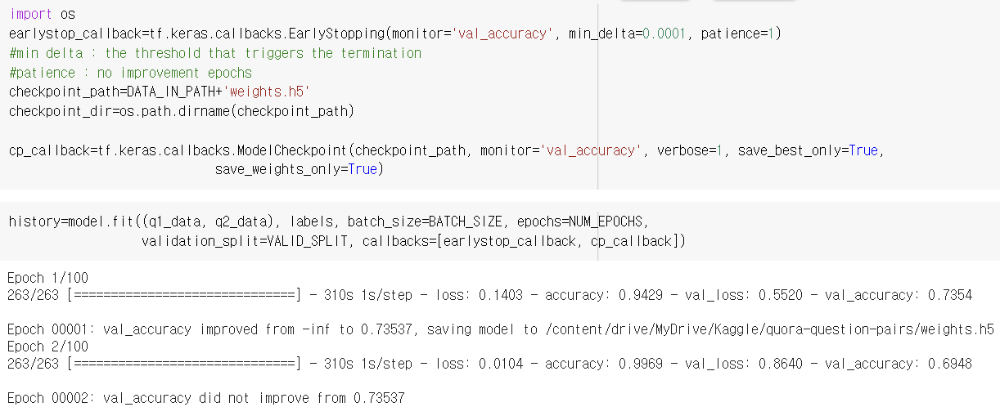 import os
earlystop_callback=tf.keras.callbacks.EarlyStopping(monitor='val_accuracy', min_delta=0.0001, patience=1)
#min delta : the threshold that triggers the termination
#patience : no improvement epochs
checkpoint_path=DATA_IN_PATH+'weights.h5'
checkpoint_dir=os.path.dirname(checkpoint_path)
cp_callback=tf.keras.callbacks.ModelCheckpoint(checkpoint_path, monitor='val_accuracy', verbose=1, save_best_only=True,
save_weights_only=True)
history=model.fit((q1_data, q2_data), labels, batch_size=BATCH_SIZE, epochs=NUM_EPOCHS,
validation_split=VALID_SPLIT, callbacks=[earlystop_callback, cp_callback])
Epoch 1/100
263/263 [==============================] - 310s 1s/step - loss: 0.1403 - accuracy: 0.9429 - val_loss: 0.5520 - val_accuracy: 0.7354
Epoch 00001: val_accuracy improved from -inf to 0.73537, saving model to /content/drive/MyDrive/Kaggle/quora-question-pairs/weights.h5
Epoch 2/100
263/263 [==============================] - 310s 1s/step - loss: 0.0104 - accuracy: 0.9969 - val_loss: 0.8640 - val_accuracy: 0.6948
Epoch 00002: val_accuracy did not improve from 0.73537